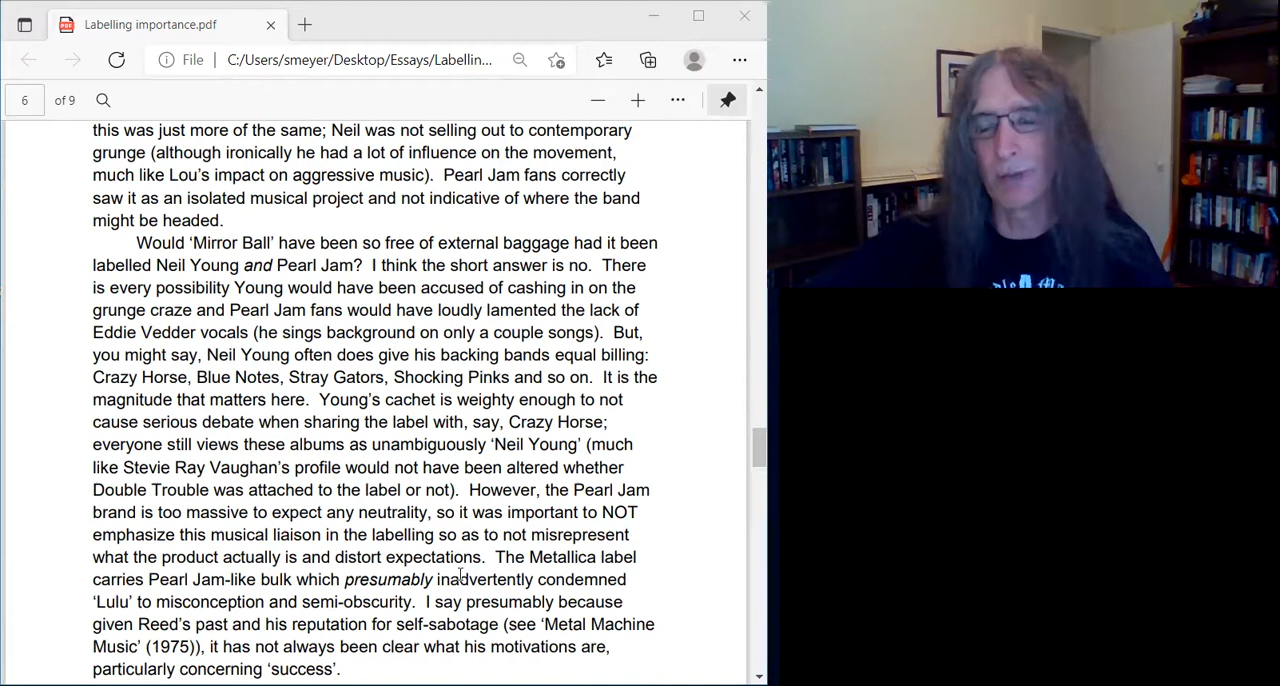 Labelling importance.pdf
File
C:/Users/smeyer/Desktop/Essays/Labellin...
6 of 9
this was just more of the same; Neil was not selling out to contemporary
grunge (although ironically he had a lot of influence on the movement,
much like Lou's impact on aggressive music).  Pearl Jam fans correctly
saw it as an isolated musical project and not indicative of where the band
might be headed.
Would ‘Mirror Ball’ have been so free of external baggage had it been
labelled Neil Young and Pearl Jam?  I think the short answer is no.  There
is every possibility Young would have been accused of cashing in on the
grunge craze and Pearl Jam fans would have loudly lamented the lack of
Eddie Vedder vocals (he sings background on only a couple songs).  But,
you might say, Neil Young often does give his backing bands equal billing:
Crazy Horse, Blue Notes, Stray Gators, Shocking Pinks and so on.  It is the
magnitude that matters here.  Young’s cachet is weighty enough to not
cause serious debate when sharing the label with, say, Crazy Horse;
everyone still views these albums as unambiguously ‘Neil Young’ (much
like Stevie Ray Vaughan’s profile would not have been altered whether
Double Trouble was attached to the label or not).  However, the Pearl Jam
brand is too massive to expect any neutrality, so it was important to NOT
emphasize this musical liaison in the labelling so as to not misrepresent
what the product actually is and distort expectations.  The Metallica label
carries Pearl Jam-like bulk which presumably inadvertently condemned
‘Lulu’ to misconception and semi-obscurity.  I say presumably because
given Reed’s past and his reputation for self-sabotage (see ‘Metal Machine
Music’ (1975)), it has not always been clear what his motivations are,
particularly concerning ‘success’.